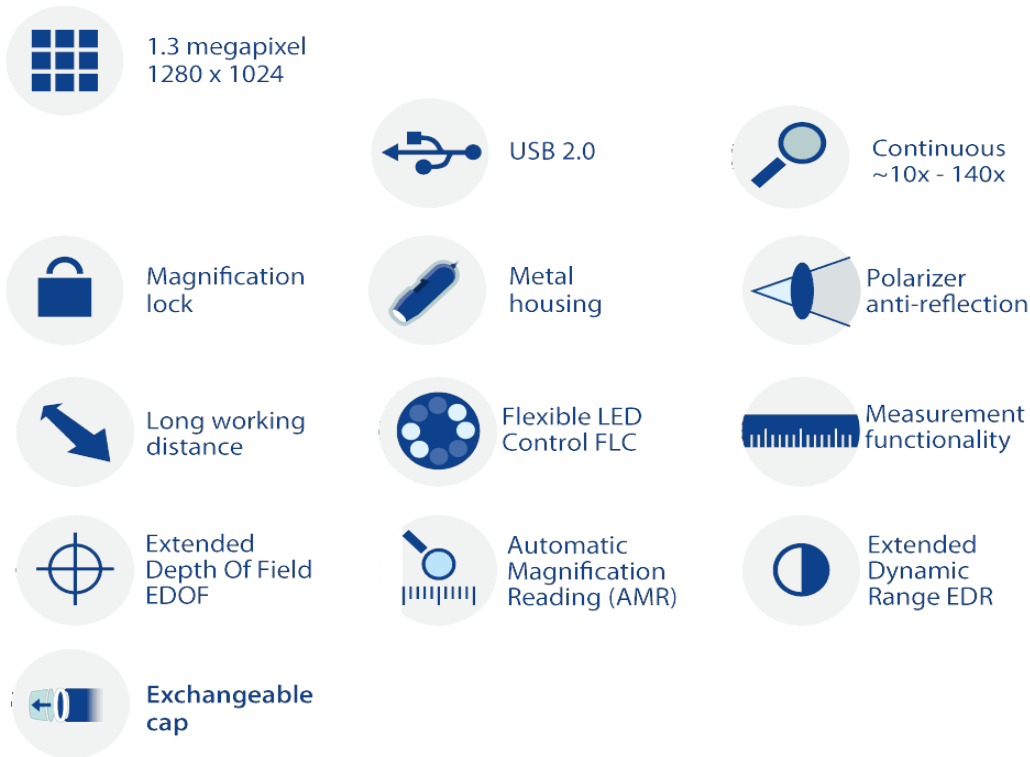 1.3 megapixel
1280 x 1024
USB 2.0
Continuous
~10x - 140x
Magnification
lock
Metal
housing
Polarizer
anti-reflection
Long working
distance
Flexible LED
Control FLC
Measurement
functionality
Extended
Depth Of Field
EDOF
Automatic
Magnification
Reading (AMR)
Extended
Dynamic
Range EDR
Exchangeable
cap